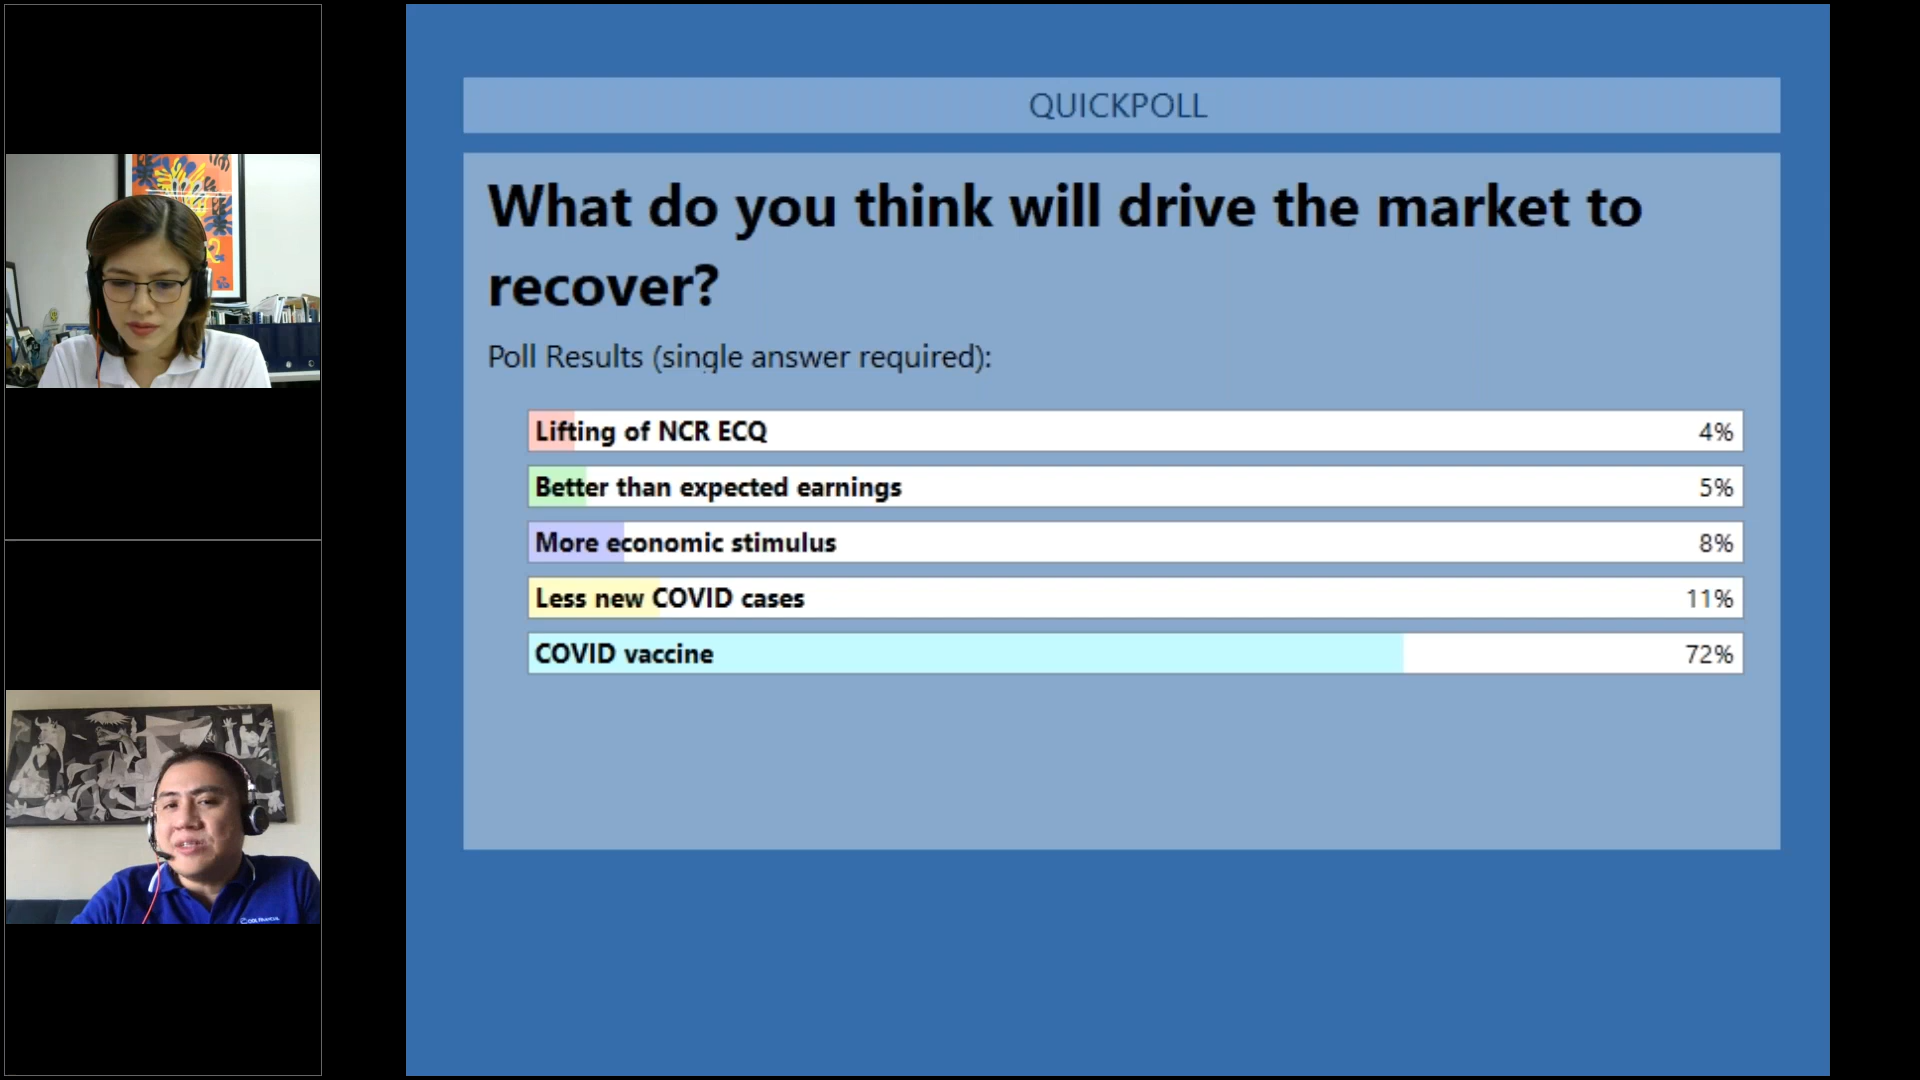 QUICKPOLL
What do you think will drive the market to
recover?
Poll Results (single answer required):
Lifting of NCR ECQ 4%
Better than expected earnings 5%
More economic stimulus 8%
Less new COVID cases 11%
COVID vaccine 72%